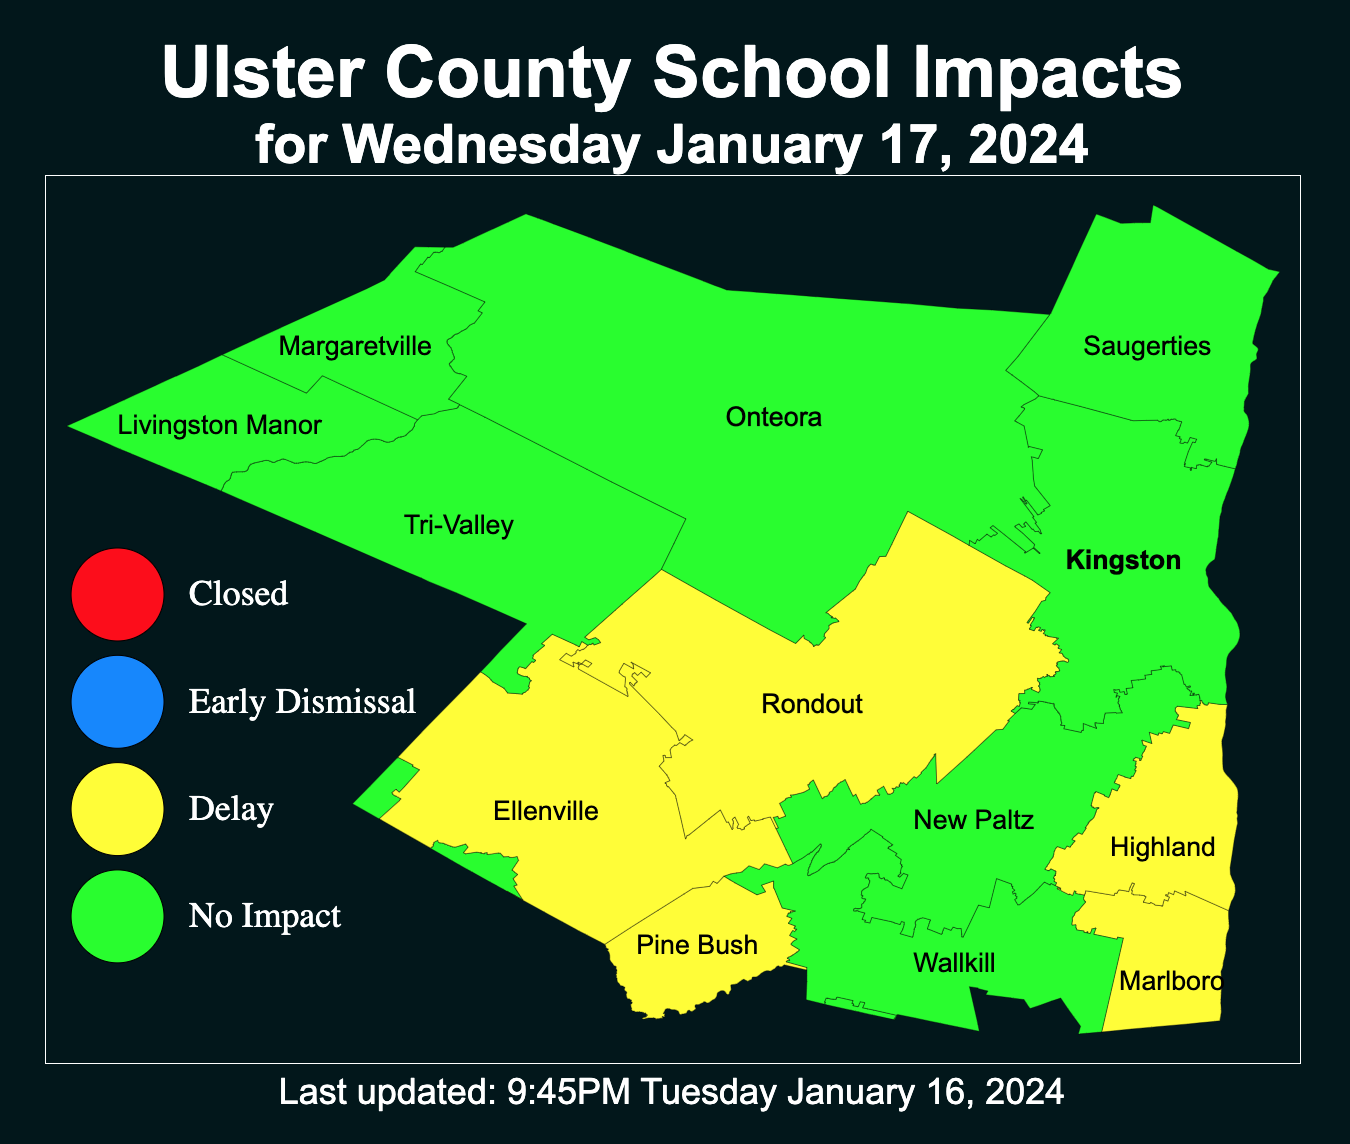 Ulster County School Impacts
for Wednesday January 17, 2024
Saugerties
Margaretville
Onteora
Livingston Manor
Tri-Valley
Kingston
Closed
Early Dismissal
Rondout
Delay
Ellenville
New Paltz
Highland
No Impact
Pine Bush
Wallkill
Marlboro
Last updated: 9:45PM Tuesday January 16, 2024